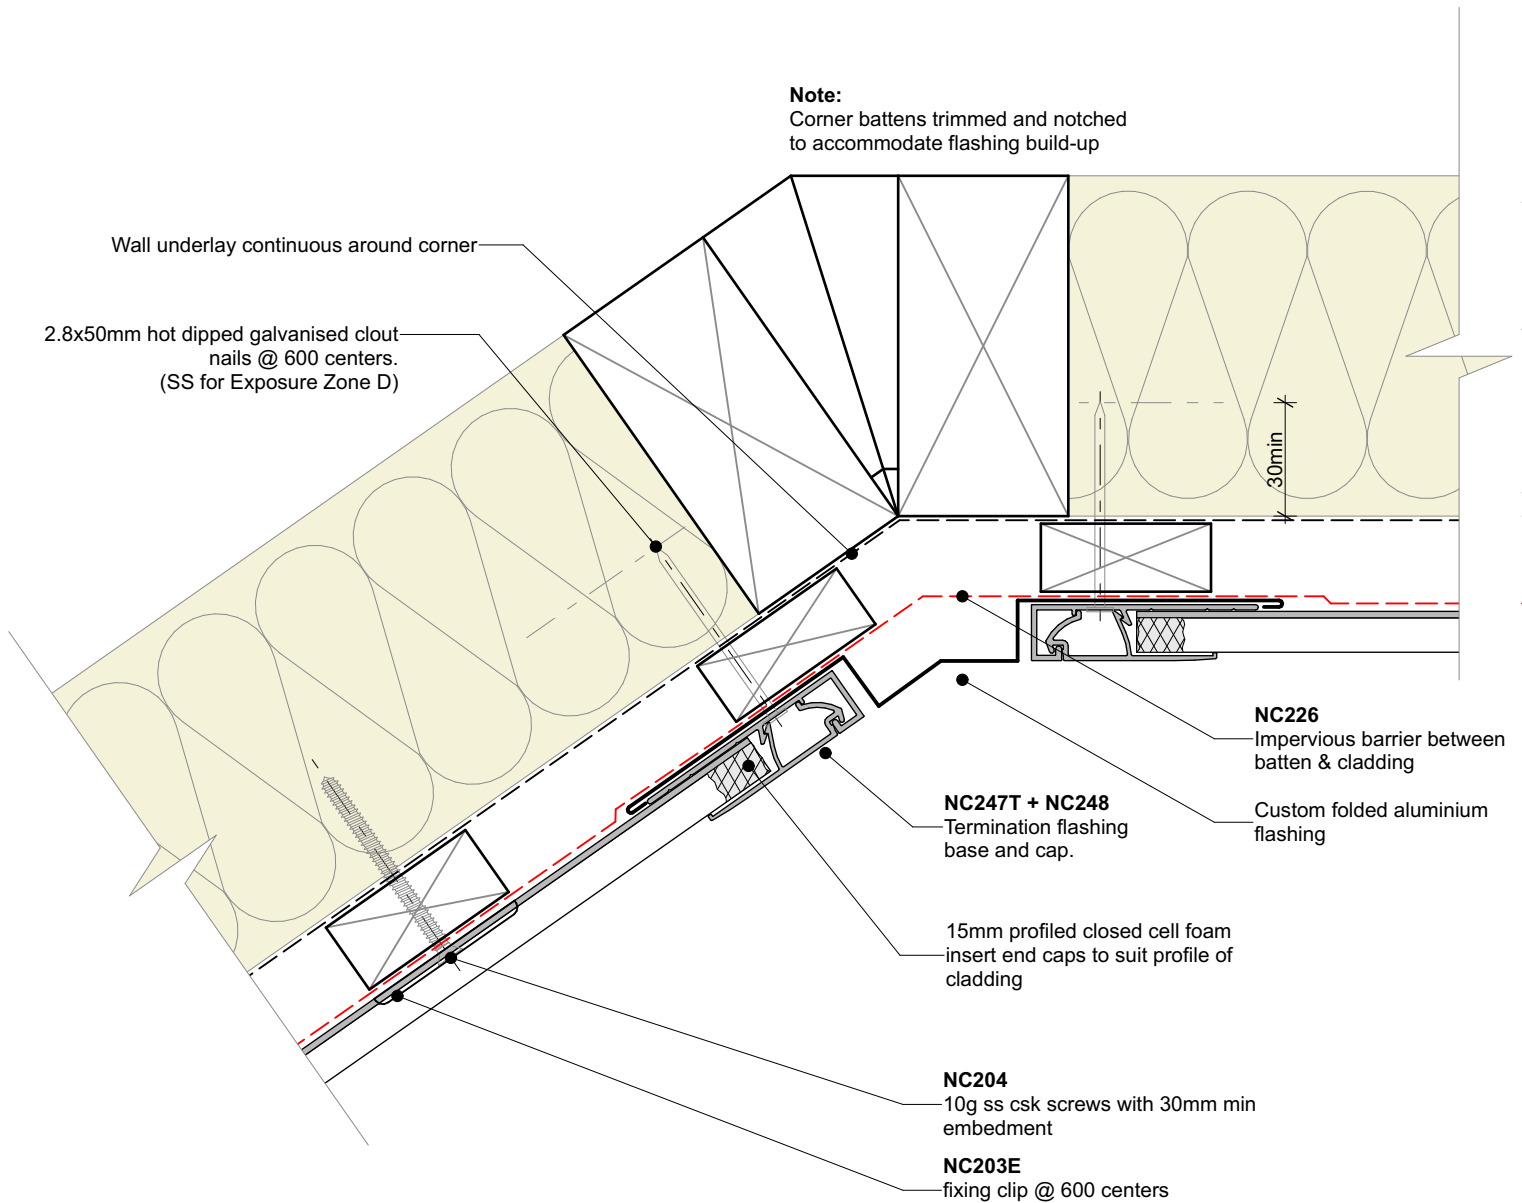 Note:
Corner battens trimmed and notched
to accommodate flashing build-up
Wall underlay continuous around corner
2.8x50mm hot dipped galvanised clout
nails @ 600 centers.
(SS for Exposure Zone D)
30min
NC226
Impervious barrier between
batten & cladding
Custom folded aluminium
flashing
NC247T + NC248
Termination flashing
base and cap.
15mm profiled closed cell foam
insert end caps to suit profile of
cladding
NC204
10g ss csk screws with 30mm min
embedment
NC203E
fixing clip @ 600 centers